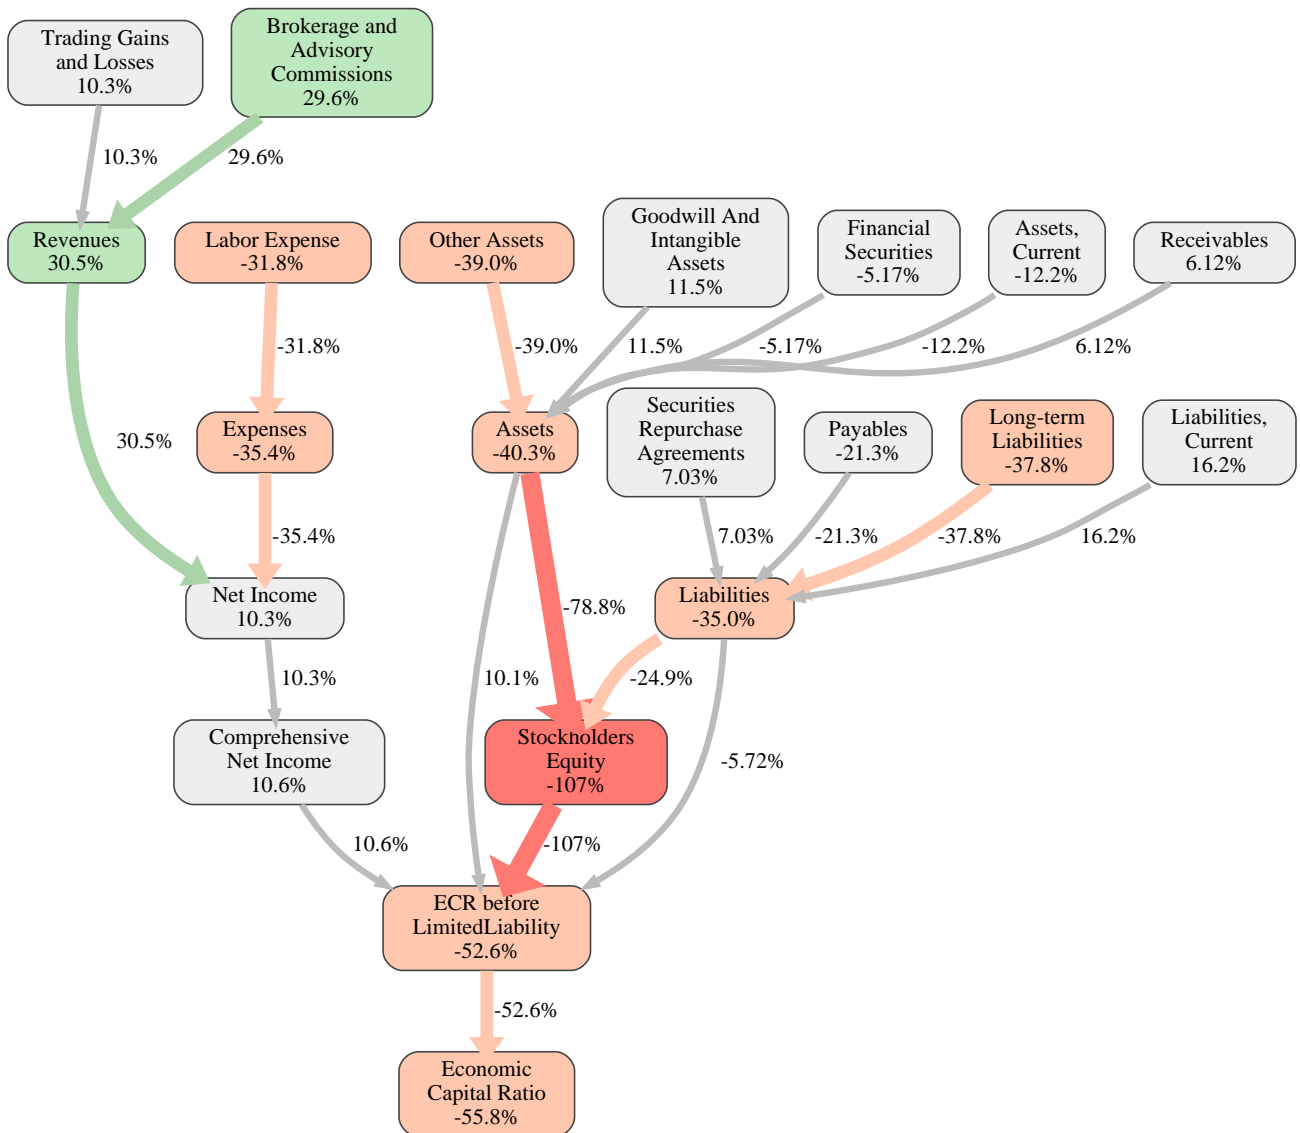 Trading Gains
and Losses
10.3%
Brokerage and
Advisory
Commissions
29.6%
10.3%
29.6%
Revenues
30.5%
Labor Expense
-31.8%
Other Assets
-39.0%
Goodwill And
Intangible
Assets
11.5%
Financial
Securities
-5.17%
Assets,
Current
-12.2%
Receivables
6.12%
-31.8%
-39.0%
11.5%
-5.17%
-12.2%
6.12%
30.5%
Expenses
-35.4%
Assets
-40.3%
Securities
Repurchase
Agreements
7.03%
Payables
-21.3%
Long-term
Liabilities
-37.8%
Liabilities,
Current
16.2%
-35.4%
7.03%
-21.3%
-37.8%
16.2%
Net Income
10.3%
-78.8%
Liabilities
-35.0%
10.3%
10.1%
-24.9%
Comprehensive
Net Income
10.6%
Stockholders
Equity
-107%
-5.72%
10.6%
-107%
ECR before
LimitedLiability
-52.6%
-52.6%
Economic
Capital Ratio
-55.8%